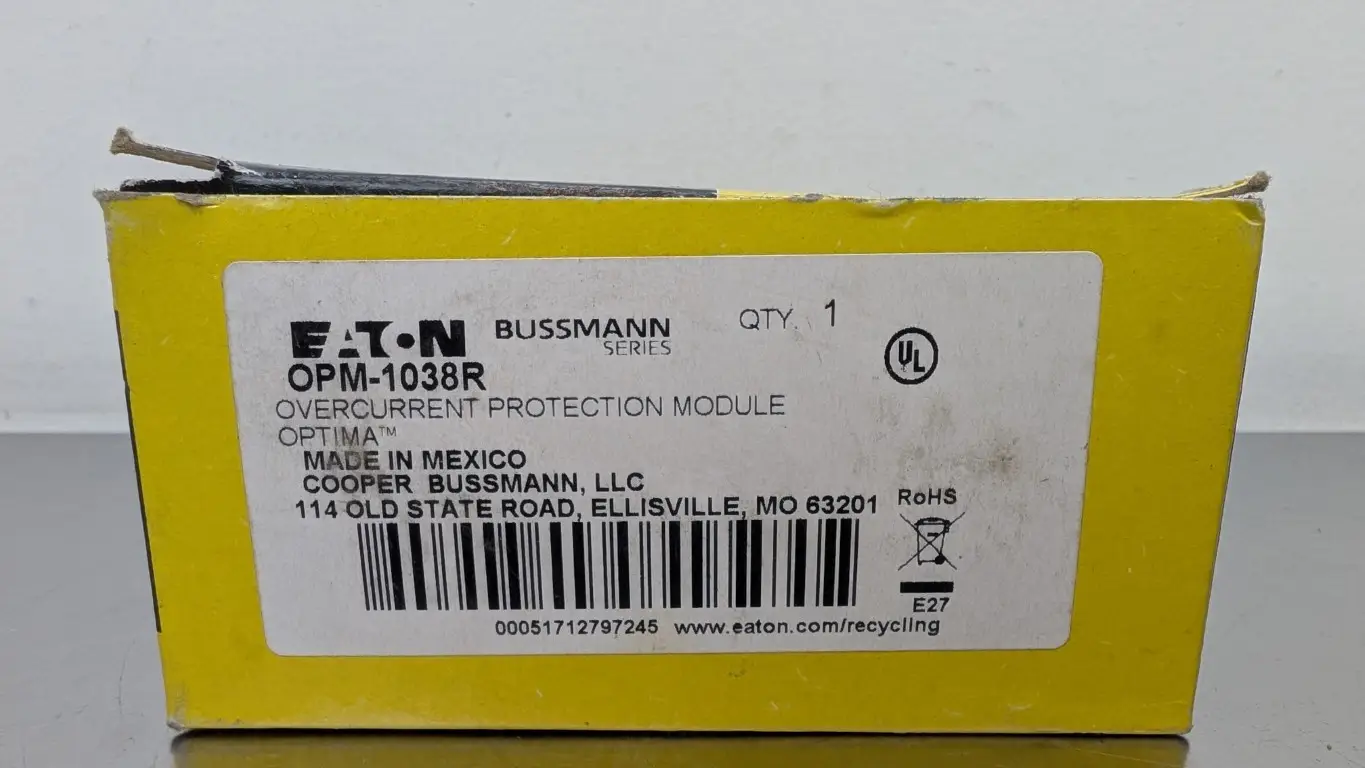 EATON BUSSMANN SERIES QTY. 1
UL
OPM-1038R
OVERCURRENT PROTECTION MODULE
OPTIMA™
MADE IN MEXICO
COOPER BUSSMANN, LLC
114 OLD STATE ROAD, ELLISVILLE, MO 63201
RoHS
E27
00051712797245 www.eaton.com/recycling